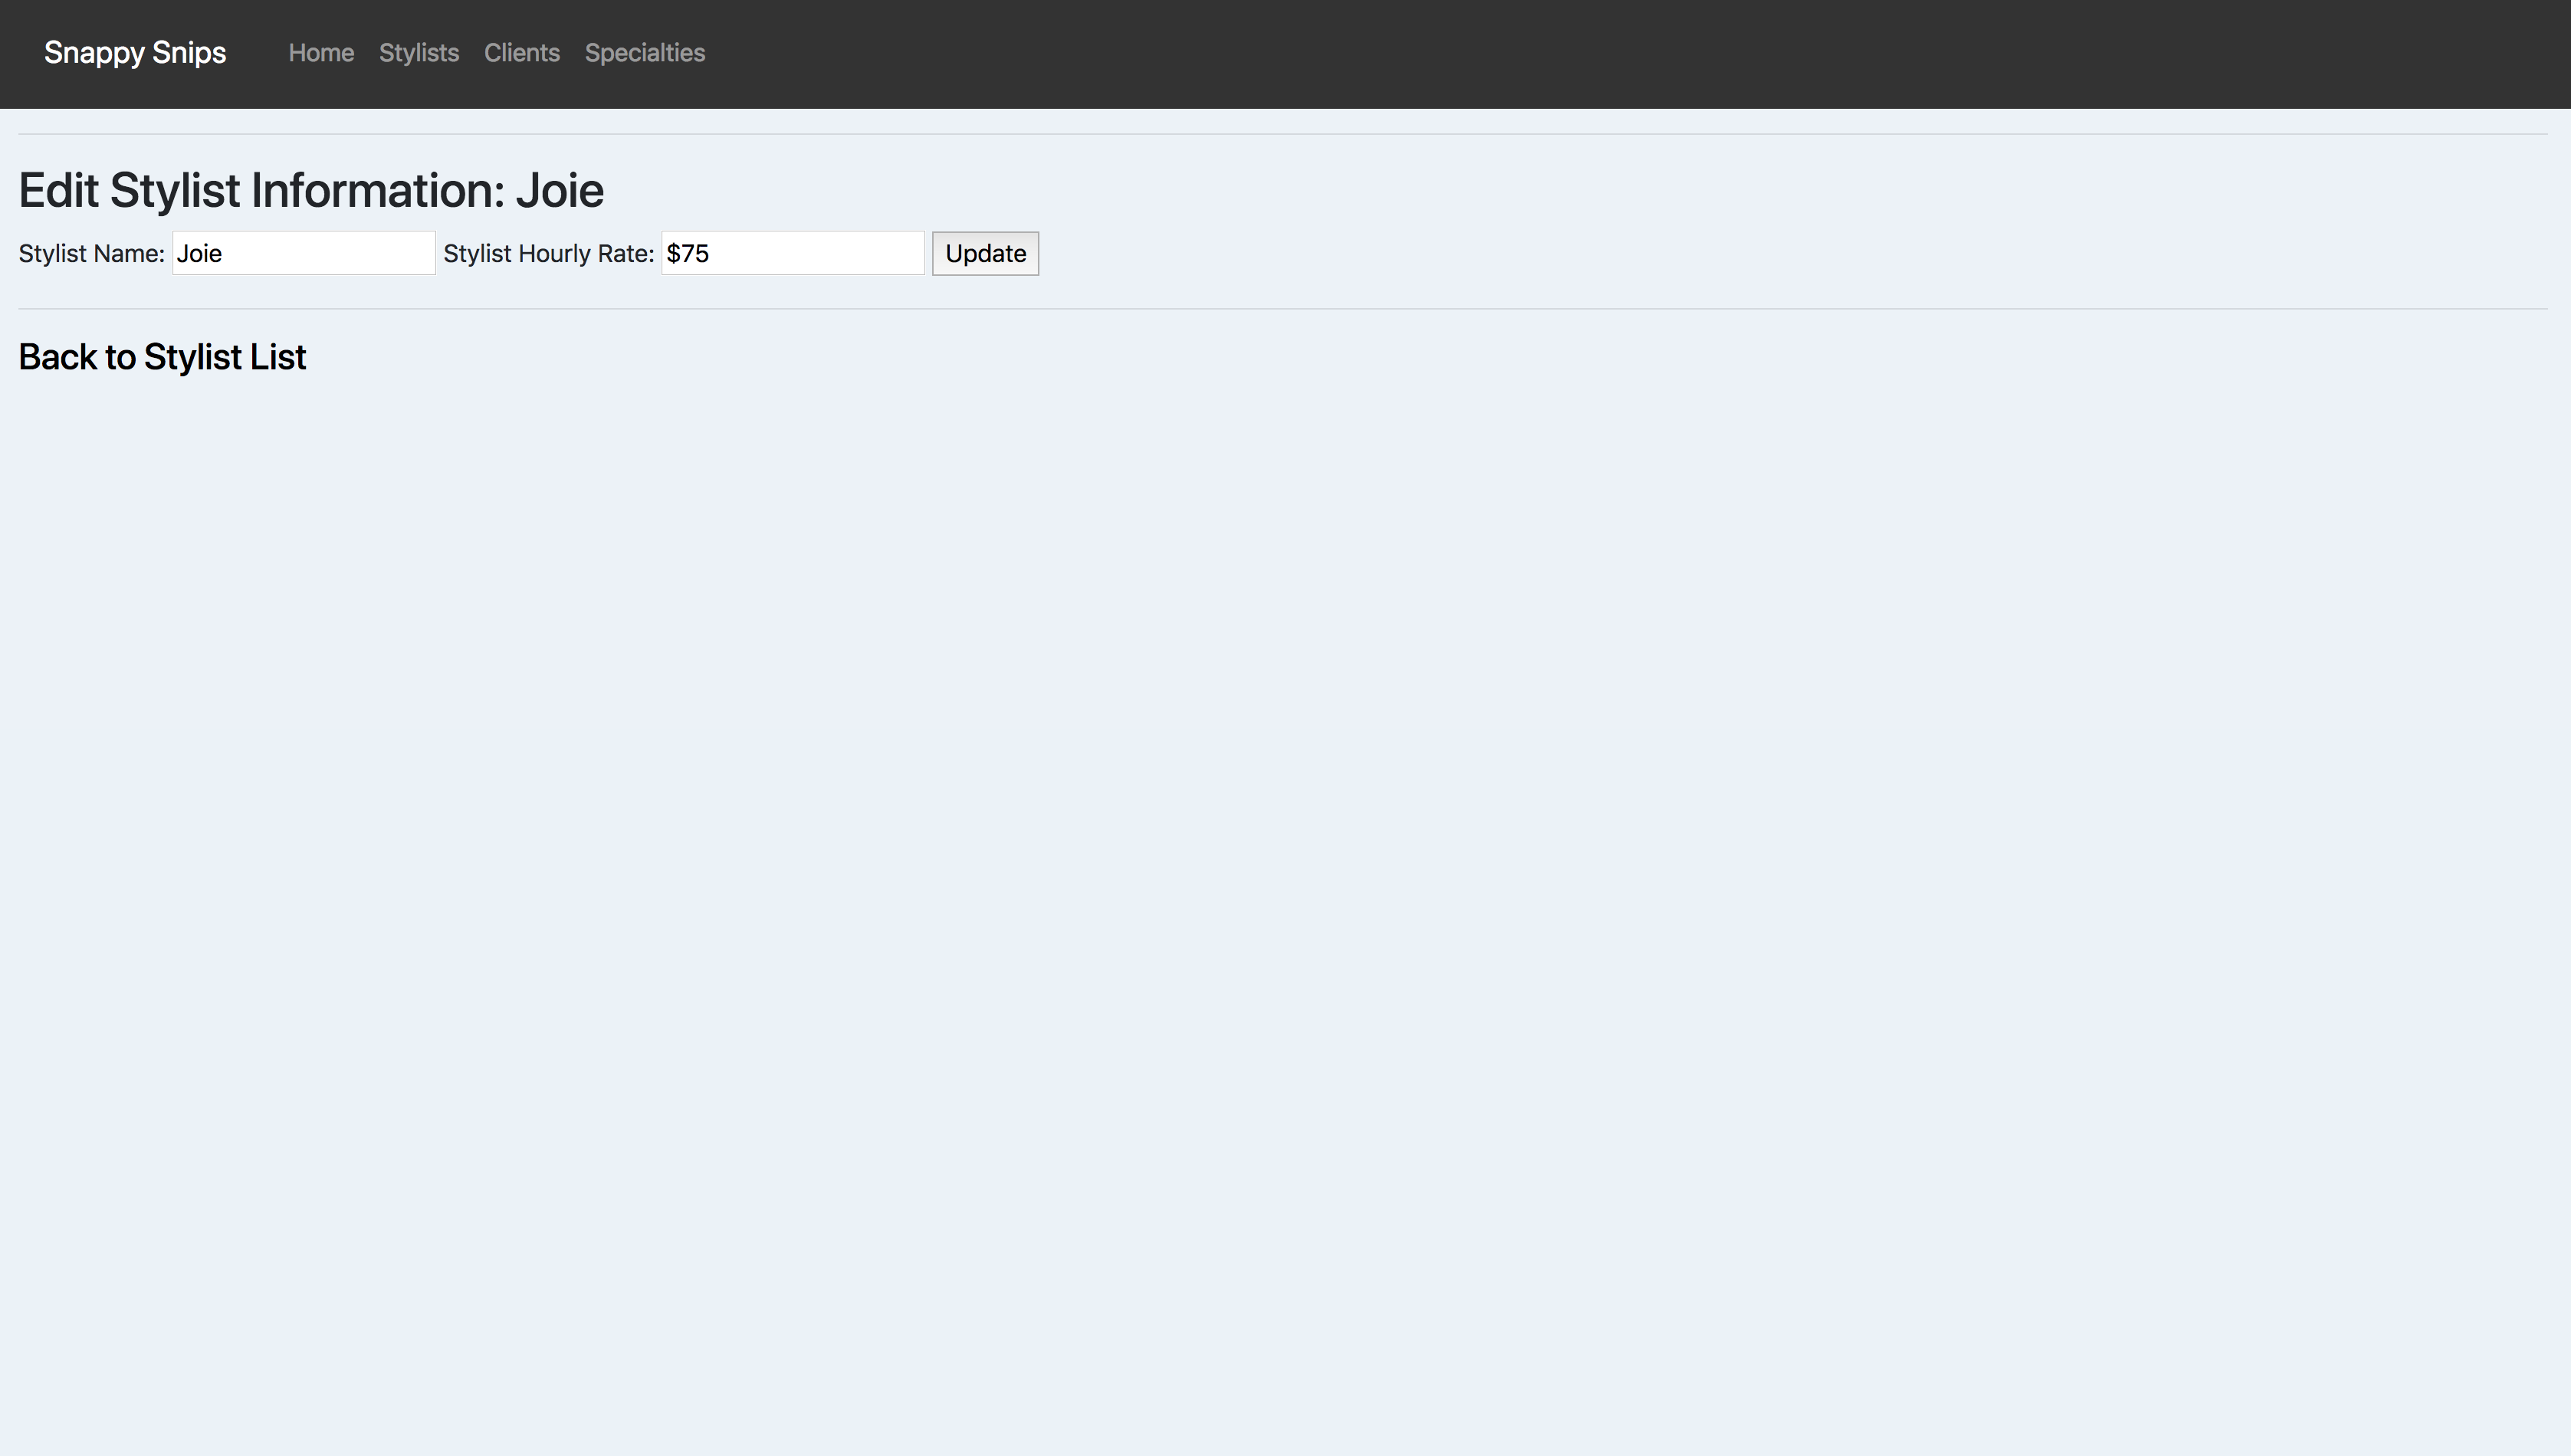 Snappy Snips Home Stylists Clients Specialties
Edit Stylist Information: Joie
Stylist Name: Joie Stylist Hourly Rate: $75 Update
Back to Stylist List